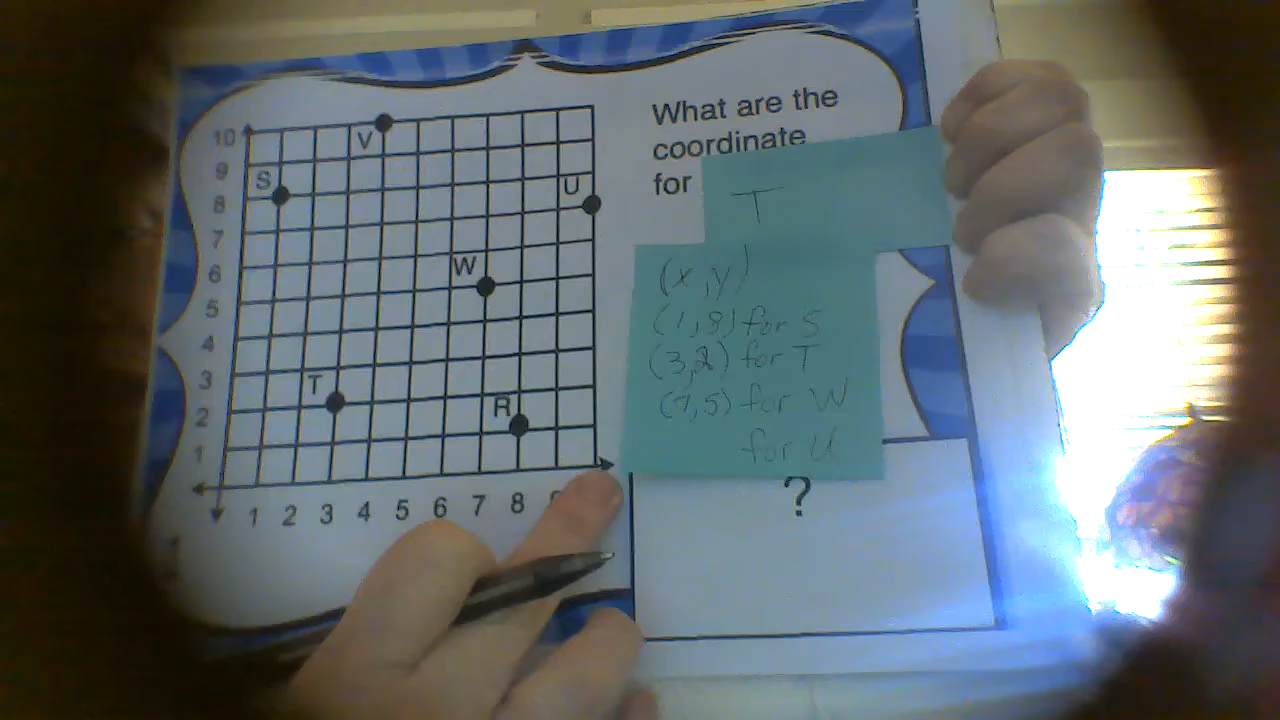 What are the
coordinate
for
T
(x,y)
(1,8) for S
(3,2) for T
(7,5) for W
for U
?
10
9
8
7
6
5
4
3
2
1
V
S
U
W
T
R
1 2 3 4 5 6 7 8